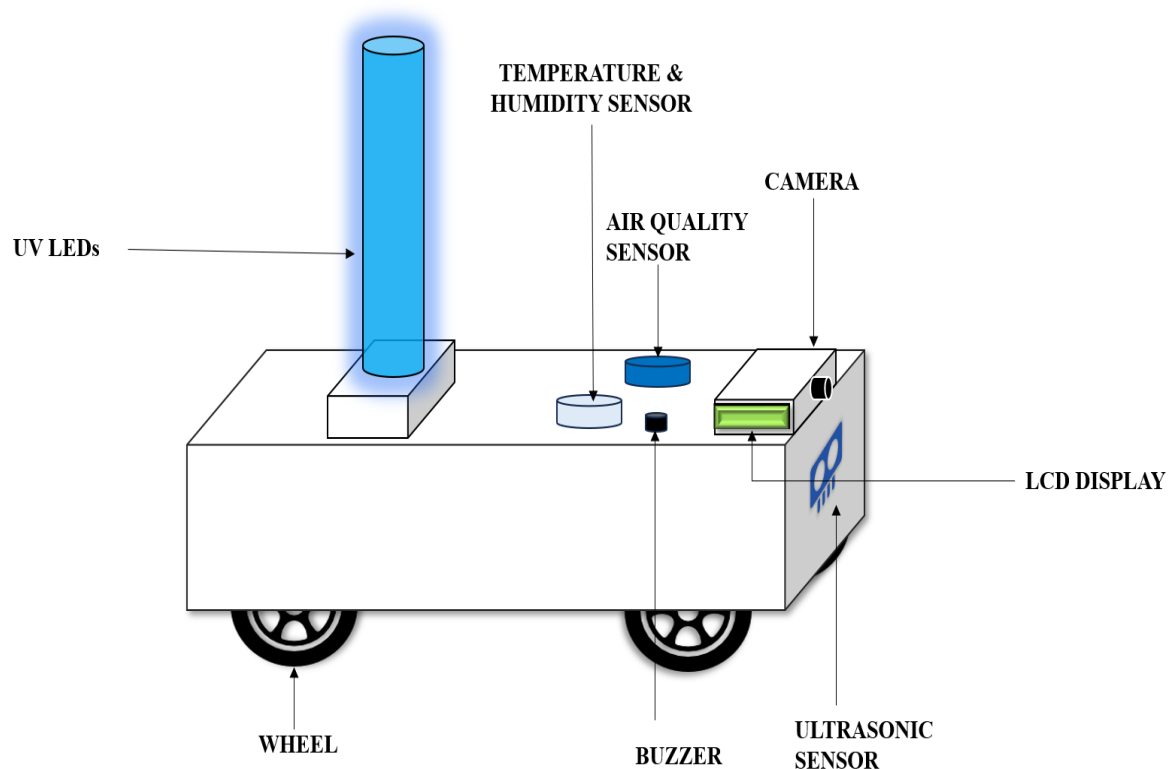 TEMPERATURE &
HUMIDITY SENSOR
CAMERA
AIR QUALITY
SENSOR
UV LEDs
LCD DISPLAY
WHEEL
BUZZER
ULTRASONIC
SENSOR